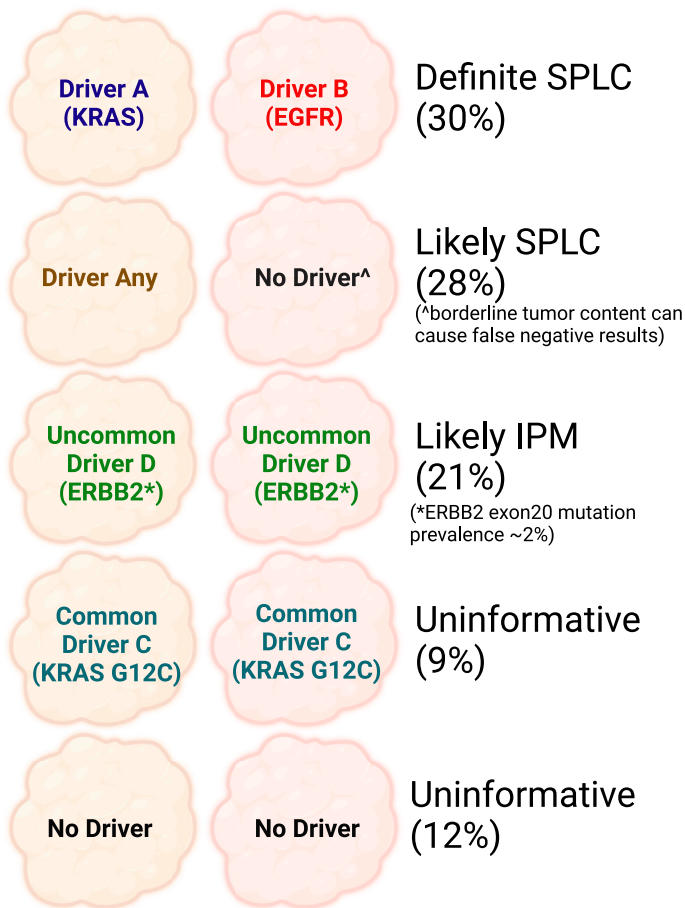 Driver A
(KRAS)
Driver B
(EGFR)
Definite SPLC
(30%)
Driver Any
No Driver^
Likely SPLC
(28%)
(^borderline tumor content can
cause false negative results)
Uncommon
Driver D
(ERBB2*)
Uncommon
Driver D
(ERBB2*)
Likely IPM
(21%)
(*ERBB2 exon20 mutation
prevalence ~2%)
Common
Driver C
(KRAS G12C)
Common
Driver C
(KRAS G12C)
Uninformative
(9%)
No Driver
No Driver
Uninformative
(12%)